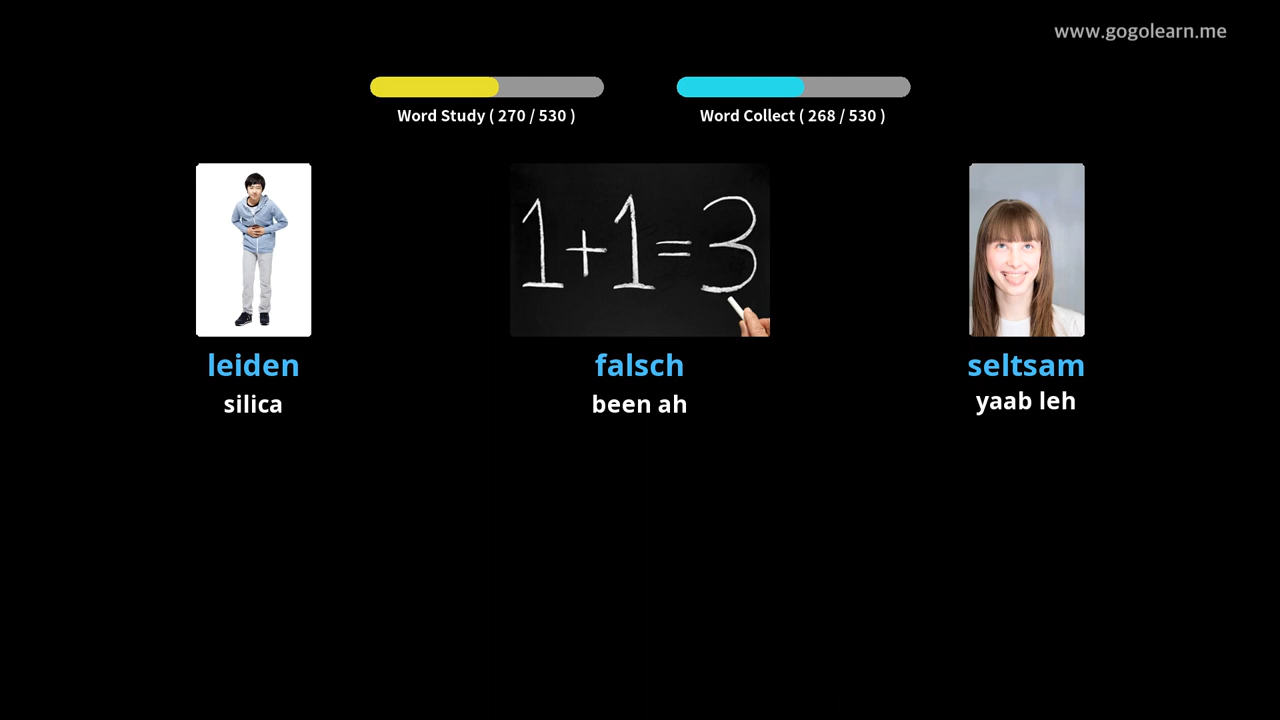 www.gogolearn.me
Word Study ( 270 / 530 )
Word Collect ( 268 / 530 )
1+1=3
leiden
falsch
seltsam
silica
been ah
yaab leh